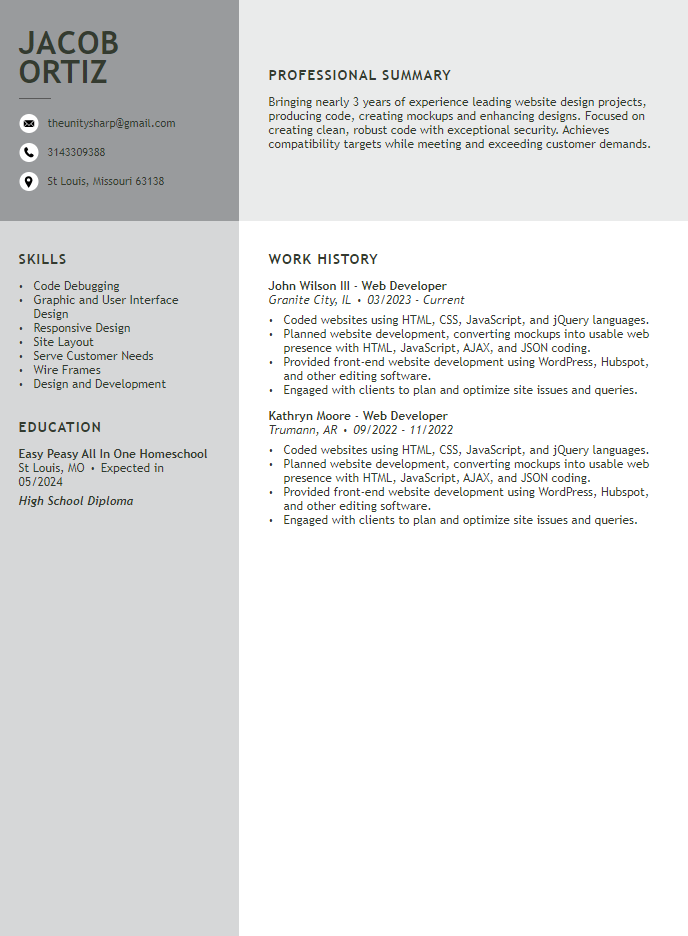 JACOB
ORTIZ
theunitysharp@gmail.com
3143309388
St Louis, Missouri 63138
PROFESSIONAL SUMMARY
Bringing nearly 3 years of experience leading website design projects,
producing code, creating mockups and enhancing designs. Focused on
creating clean, robust code with exceptional security. Achieves
compatibility targets while meeting and exceeding customer demands.
SKILLS
• Code Debugging
• Graphic and User Interface
Design
• Responsive Design
• Site Layout
• Serve Customer Needs
• Wire Frames
• Design and Development
EDUCATION
Easy Peasy All In One Homeschool
St Louis, MO • Expected in
05/2024
High School Diploma
WORK HISTORY
John Wilson III - Web Developer
Granite City, IL • 03/2023 - Current
• Coded websites using HTML, CSS, JavaScript, and jQuery languages.
• Planned website development, converting mockups into usable web
presence with HTML, JavaScript, AJAX, and JSON coding.
• Provided front-end website development using WordPress, Hubspot,
and other editing software.
• Engaged with clients to plan and optimize site issues and queries.
Kathryn Moore - Web Developer
Trumann, AR • 09/2022 - 11/2022
• Coded websites using HTML, CSS, JavaScript, and jQuery languages.
• Planned website development, converting mockups into usable web
presence with HTML, JavaScript, AJAX, and JSON coding.
• Provided front-end website development using WordPress, Hubspot,
and other editing software.
• Engaged with clients to plan and optimize site issues and queries.